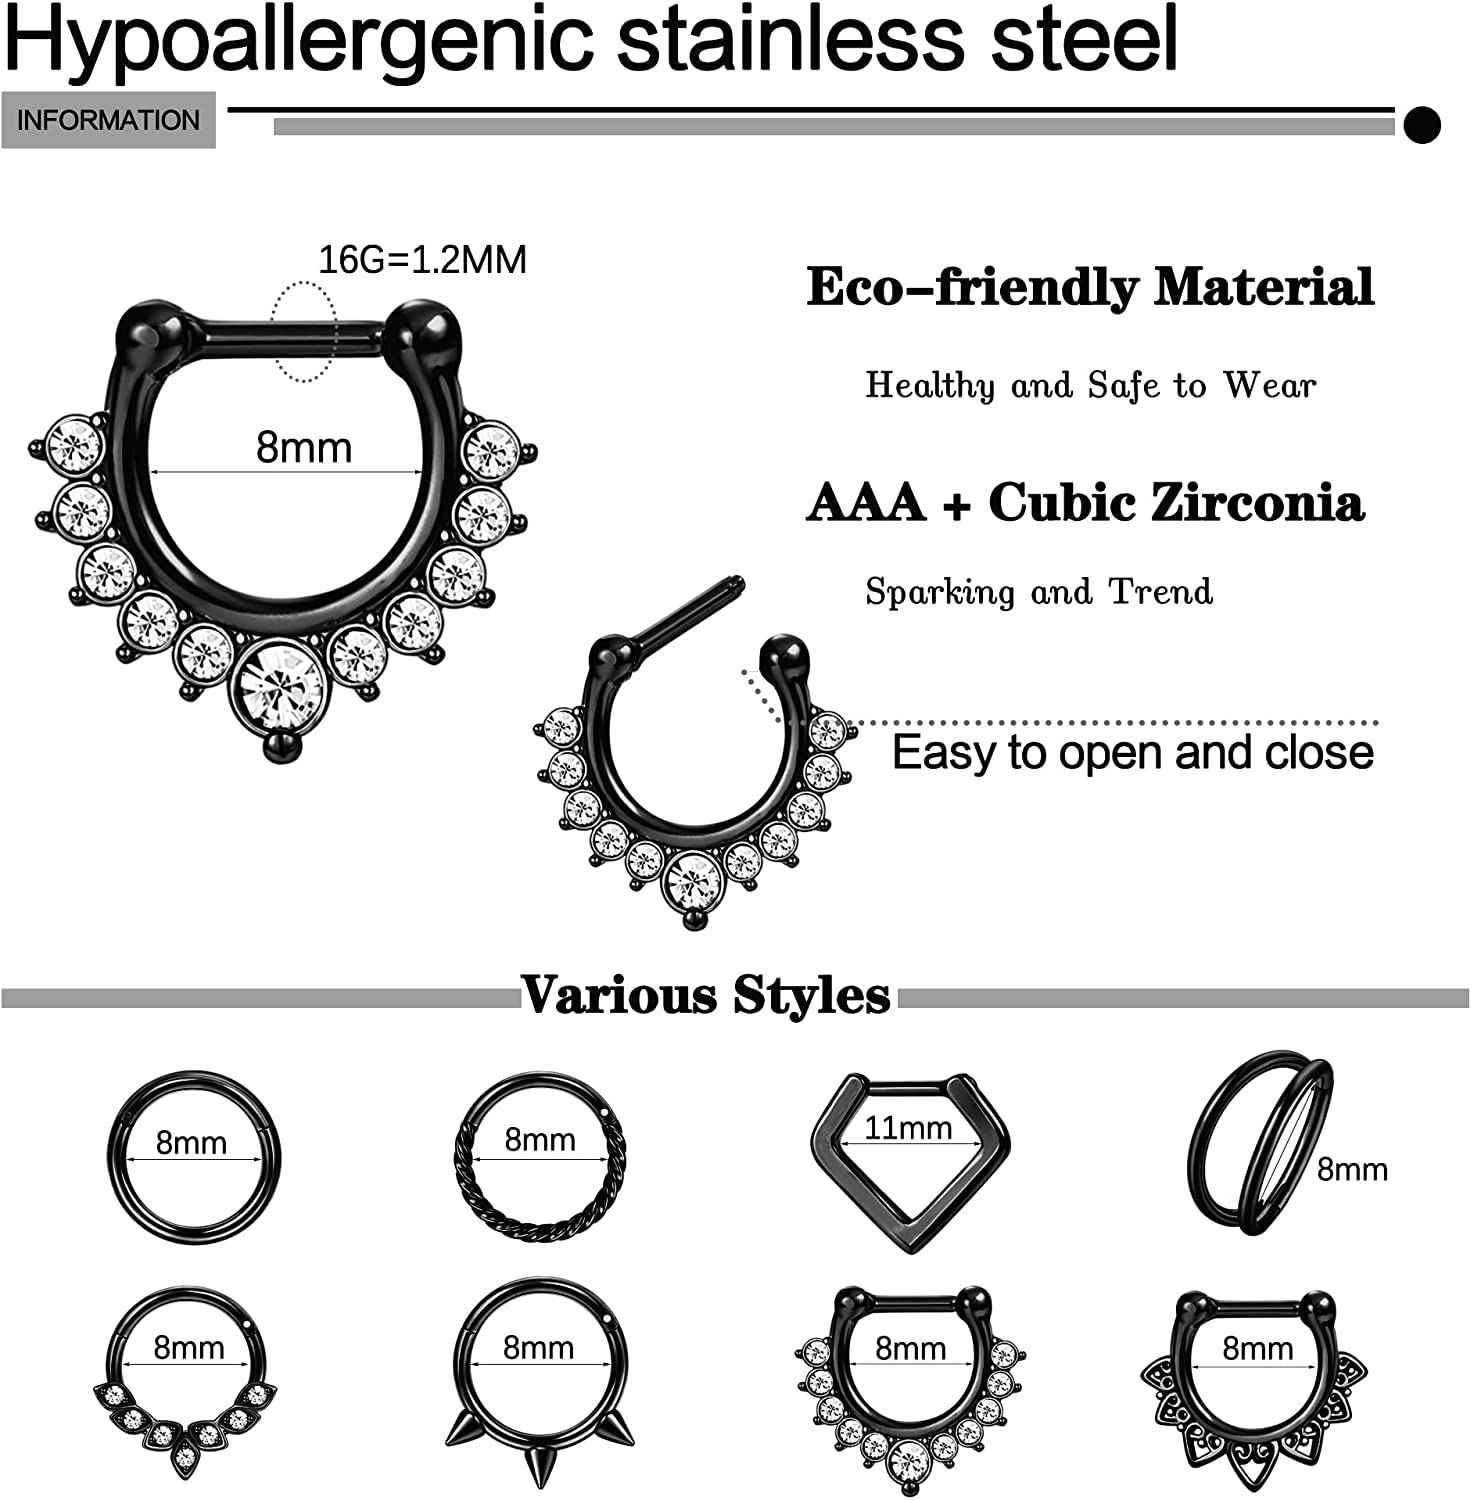 Hypoallergenic stainless steel
INFORMATION
16G=1.2MM
8mm
Eco-friendly Material
Healthy and Safe to Wear
AAA + Cubic Zirconia
Sparking and Trend
Easy to open and close
Various Styles
8mm
8mm
11mm
8mm
8mm
8mm
8mm
8mm